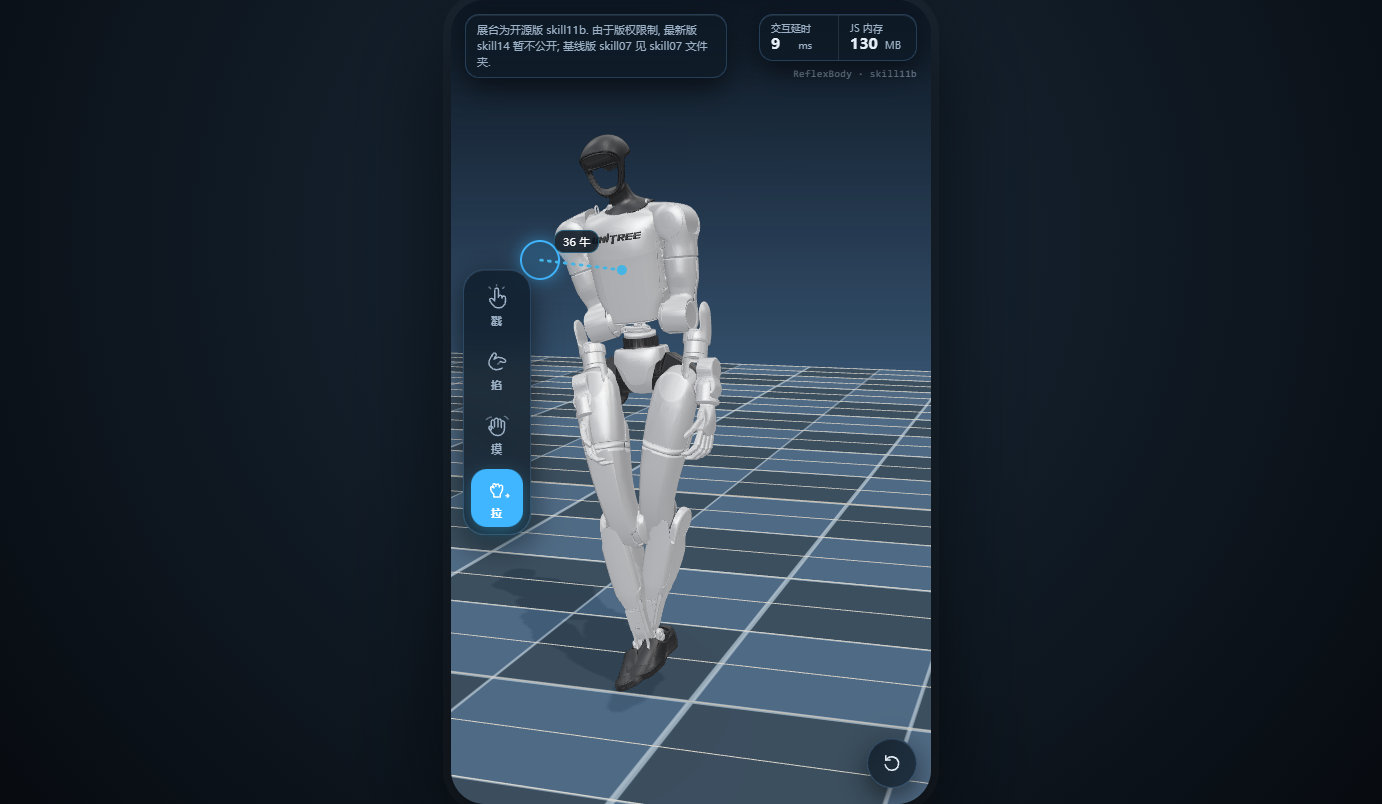 展台为开源版 skill11b. 由于版权限制, 最新版
skill14 暂不公开; 基线版 skill07 见 skill07 文件
夹.
交互延时
9 ms
JS 内存
130 MB
ReflexBody · skill11b
36 牛
戳
掐
摸
拉